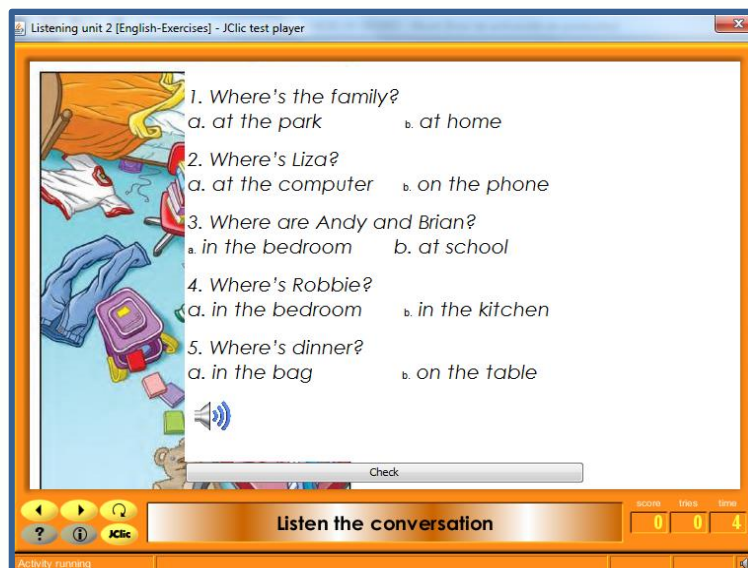 Listening unit 2 [English-Exercises] - JClic test player
1. Where's the family?
a. at the park b. at home
2. Where's Liza?
a. at the computer b. on the phone
3. Where are Andy and Brian?
a. in the bedroom b. at school
4. Where's Robbie?
a. in the bedroom b. in the kitchen
5. Where's dinner?
a. in the bag b. on the table
Check
Listen the conversation
score tries time
0 0 4
? i JClic
Activity running